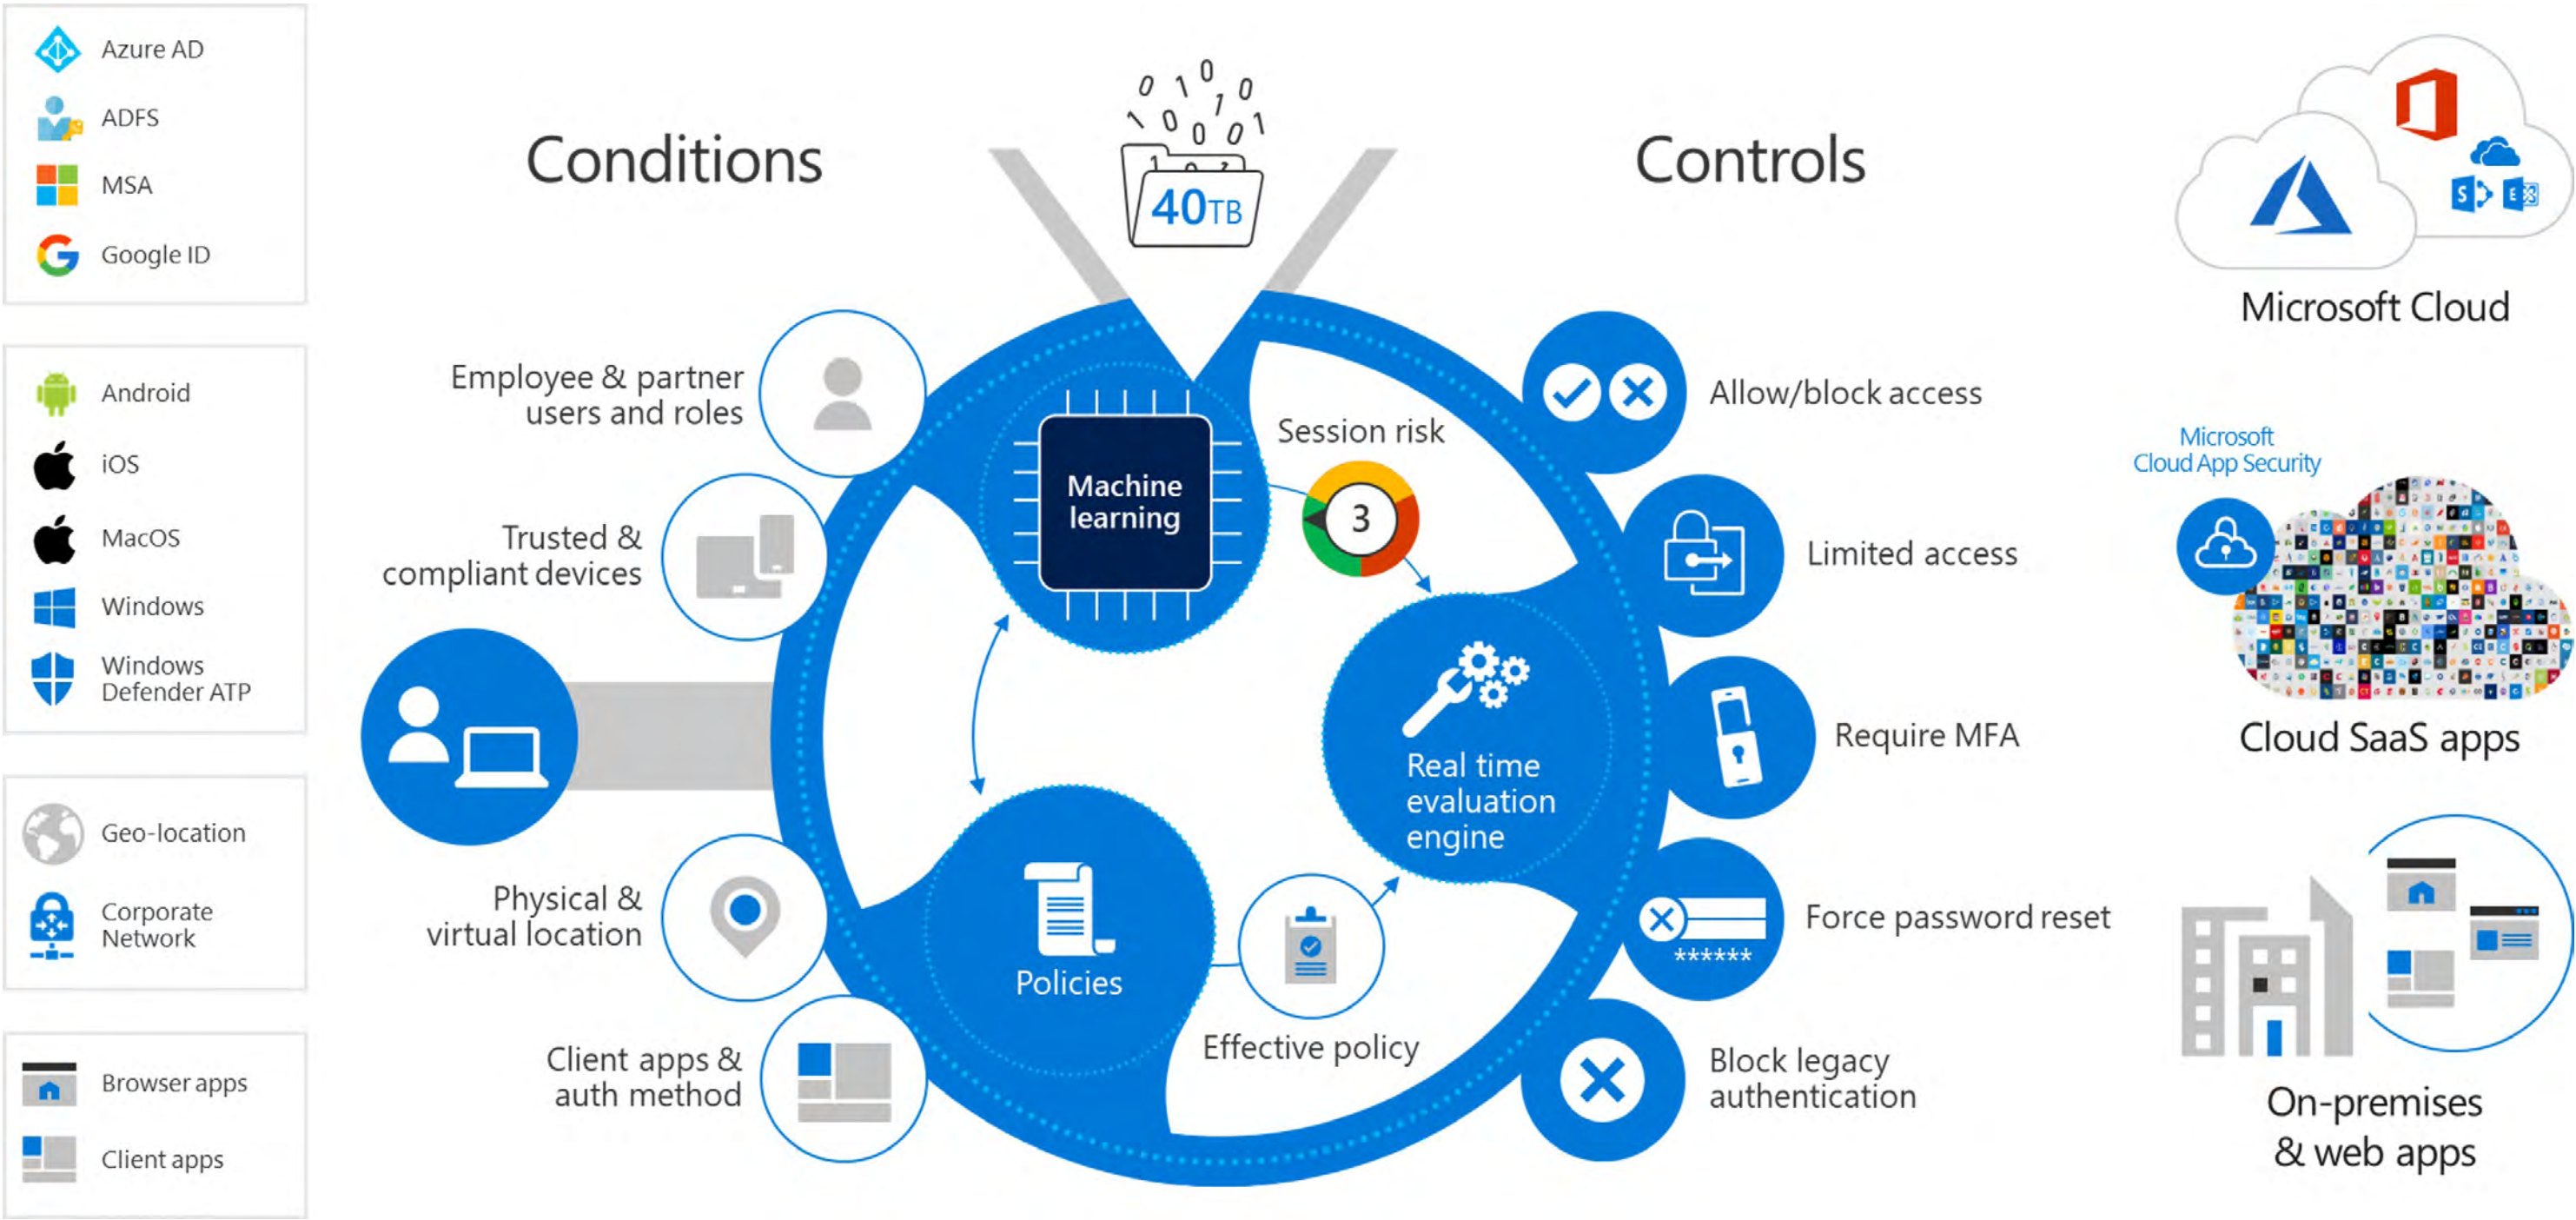 Azure AD
ADFS
MSA
Google ID
Android
iOS
MacOS
Windows
Windows
Defender ATP
Geo-location
Corporate
Network
Browser apps
Client apps
Conditions
Employee & partner
users and roles
Trusted &
compliant devices
Physical &
virtual location
Client apps &
auth method
1 0 1 0 0
1 0 0 1 0 1
1 0 1
40TB
Machine
learning
Session risk
3
Real time
evaluation
engine
Policies
Effective policy
Controls
Allow/block access
Limited access
Require MFA
Force password reset
******
Block legacy
authentication
S
E
Microsoft Cloud
Microsoft
Cloud App Security
Cloud SaaS apps
On-premises
& web apps